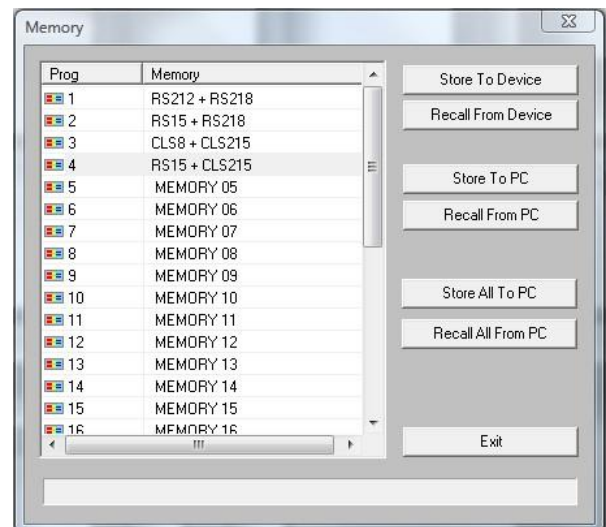 Memory
Prog Memory
1 RS212 + RS218
2 RS15 + RS218
3 CLS8 + CLS215
4 RS15 + CLS215
5 MEMORY 05
6 MEMORY 06
7 MEMORY 07
8 MEMORY 08
9 MEMORY 09
10 MEMORY 10
11 MEMORY 11
12 MEMORY 12
13 MEMORY 13
14 MEMORY 14
15 MEMORY 15
16 MEMORY 16
Store To Device
Recall From Device
Store To PC
Recall From PC
Store All To PC
Recall All From PC
Exit